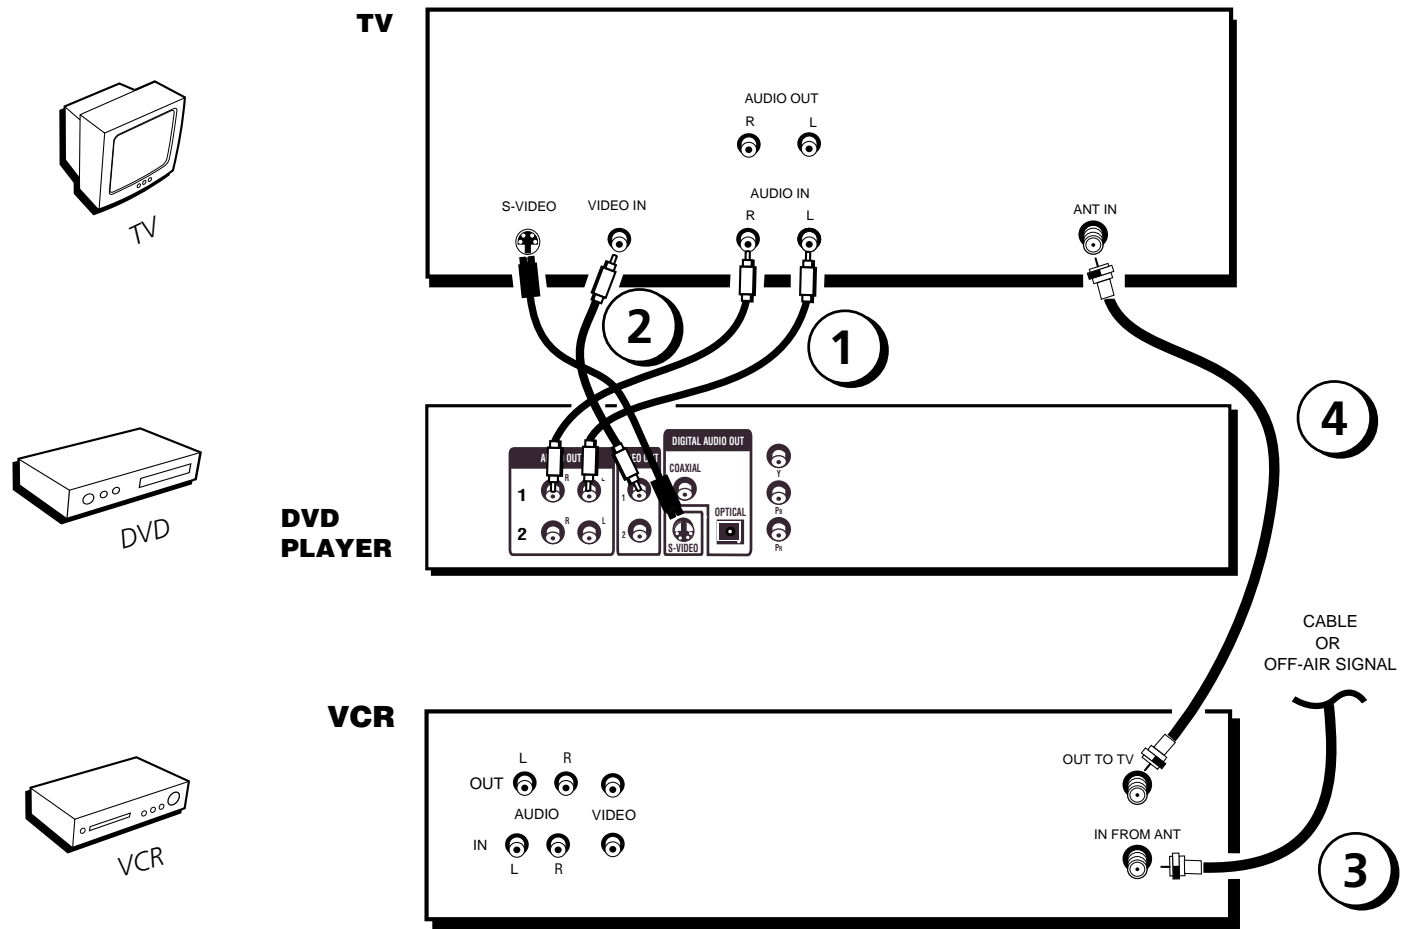 TV
AUDIO OUT
R L
AUDIO IN
R L
S-VIDEO VIDEO IN
ANT IN
TV
2
1
4
DVD
DVD
PLAYER
DIGITAL AUDIO OUT
COAXIAL
OPTICAL
S-VIDEO
OUT
1 R 1
2 R L 2
Y
PB
PR
CABLE
OR
OFF-AIR SIGNAL
VCR
L R
OUT
AUDIO VIDEO
IN
L R
OUT TO TV
IN FROM ANT
3
VCR